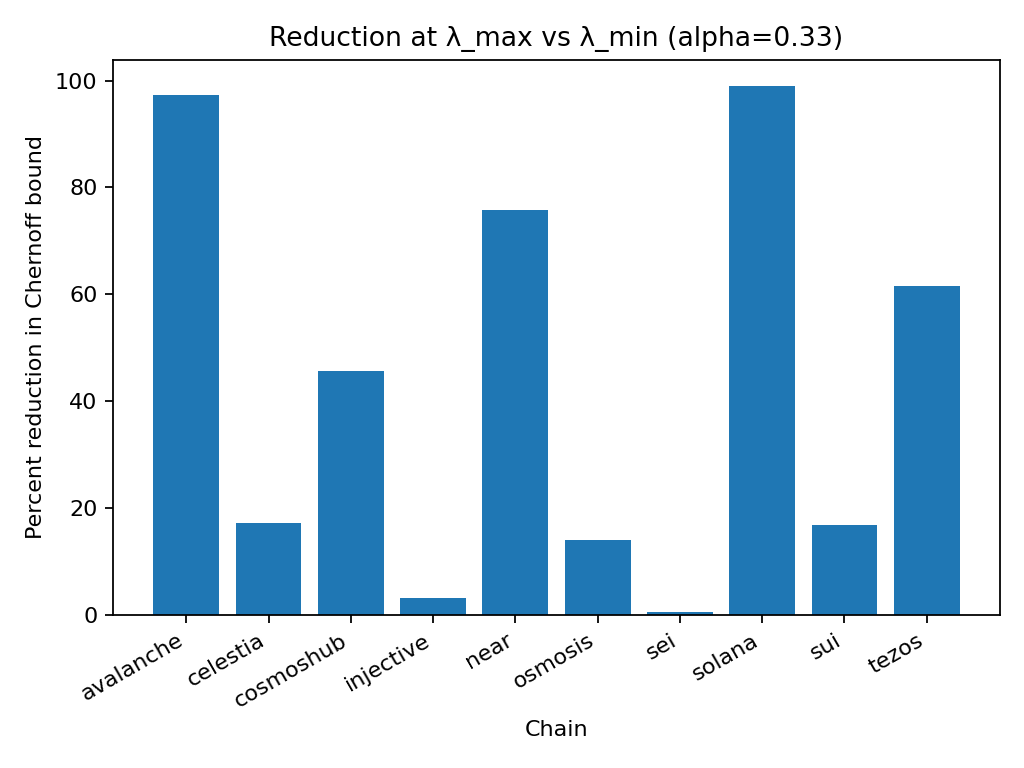 Reduction at λ_max vs λ_min (alpha=0.33)
Percent reduction in Chernoff bound
100
80
60
40
20
0
avalanche
celestia
cosmoshub
injective
near
osmosis
sei
solana
sui
tezos
Chain